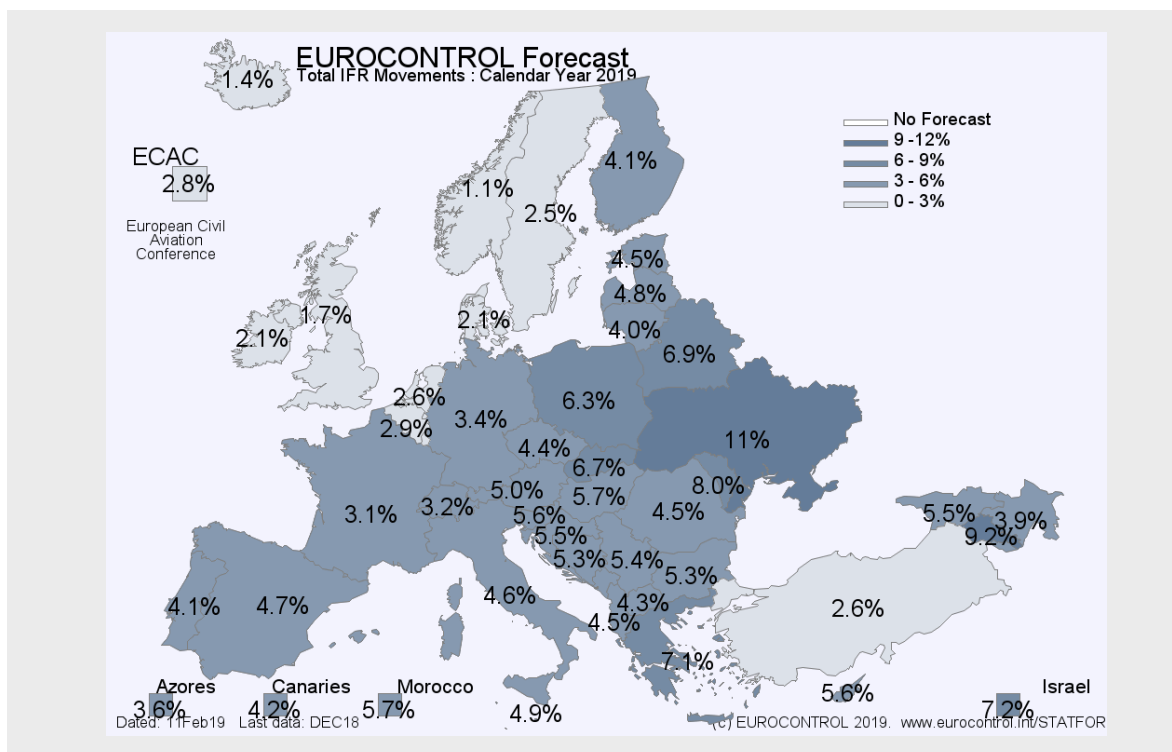 EUROCONTROL Forecast
Total IFR Movements : Calendar Year 2019
1.4%
No Forecast
9 -12%
6 - 9%
3 - 6%
0 - 3%
ECAC
2.8%
European Civil
Aviation
Conference
4.1%
1.1%
2.5%
4.5%
4.8%
4.0%
1.7%
2.1%
2.1%
6.9%
2.6%
2.9%
3.4%
6.3%
4.4%
11%
6.7%
8.0%
5.0%
5.7%
3.1%
3.2%
5.6%
4.5%
5.5%
5.5%
3.9%
9.2%
5.3%
5.4%
5.3%
4.1%
4.7%
4.6%
4.3%
4.5%
2.6%
7.1%
Azores
3.6%
Canaries
4.2%
Morocco
5.7%
4.9%
5.6%
Israel
7.2%
Dated: 11Feb19 Last data: DEC18
(c) EUROCONTROL 2019. www.eurocontrol.int/STATFOR